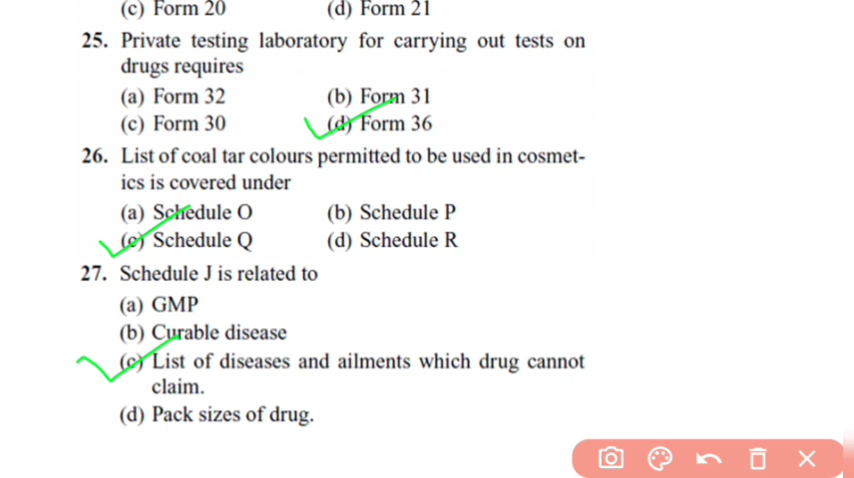 (c) Form 20 (d) Form 21
25. Private testing laboratory for carrying out tests on
drugs requires
(a) Form 32 (b) Form 31
(c) Form 30 (d) Form 36
26. List of coal tar colours permitted to be used in cosmet-
ics is covered under
(a) Schedule O (b) Schedule P
(c) Schedule Q (d) Schedule R
27. Schedule J is related to
(a) GMP
(b) Curable disease
(c) List of diseases and ailments which drug cannot
claim.
(d) Pack sizes of drug.